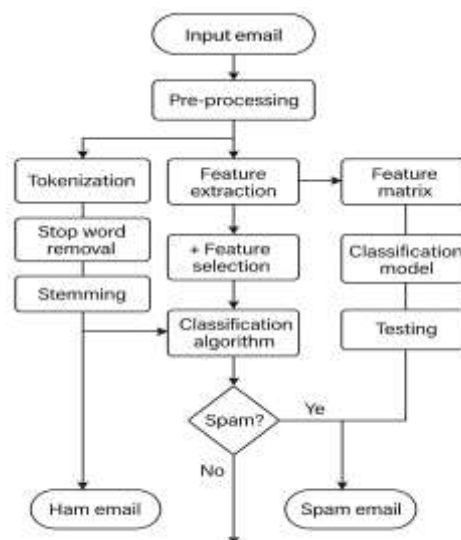 Input email
Pre-processing
Tokenization
Feature
extraction
Feature
matrix
Stop word
removal
+ Feature
selection
Classification
model
Stemming
Classification
algorithm
Testing
Spam?
Ye
No
Ham email
Spam email